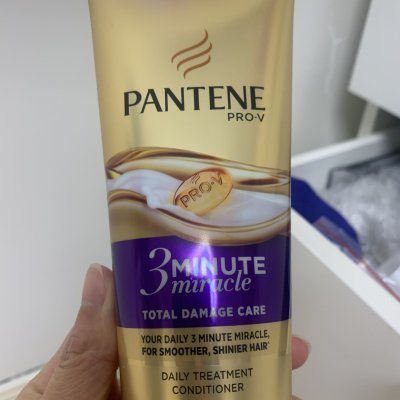 PANTENE
PRO-V
PRO-V
3 MINUTE
miracle
TOTAL DAMAGE CARE
YOUR DAILY 3 MINUTE MIRACLE,
FOR SMOOTHER, SHINIER HAIR*
DAILY TREATMENT
CONDITIONER